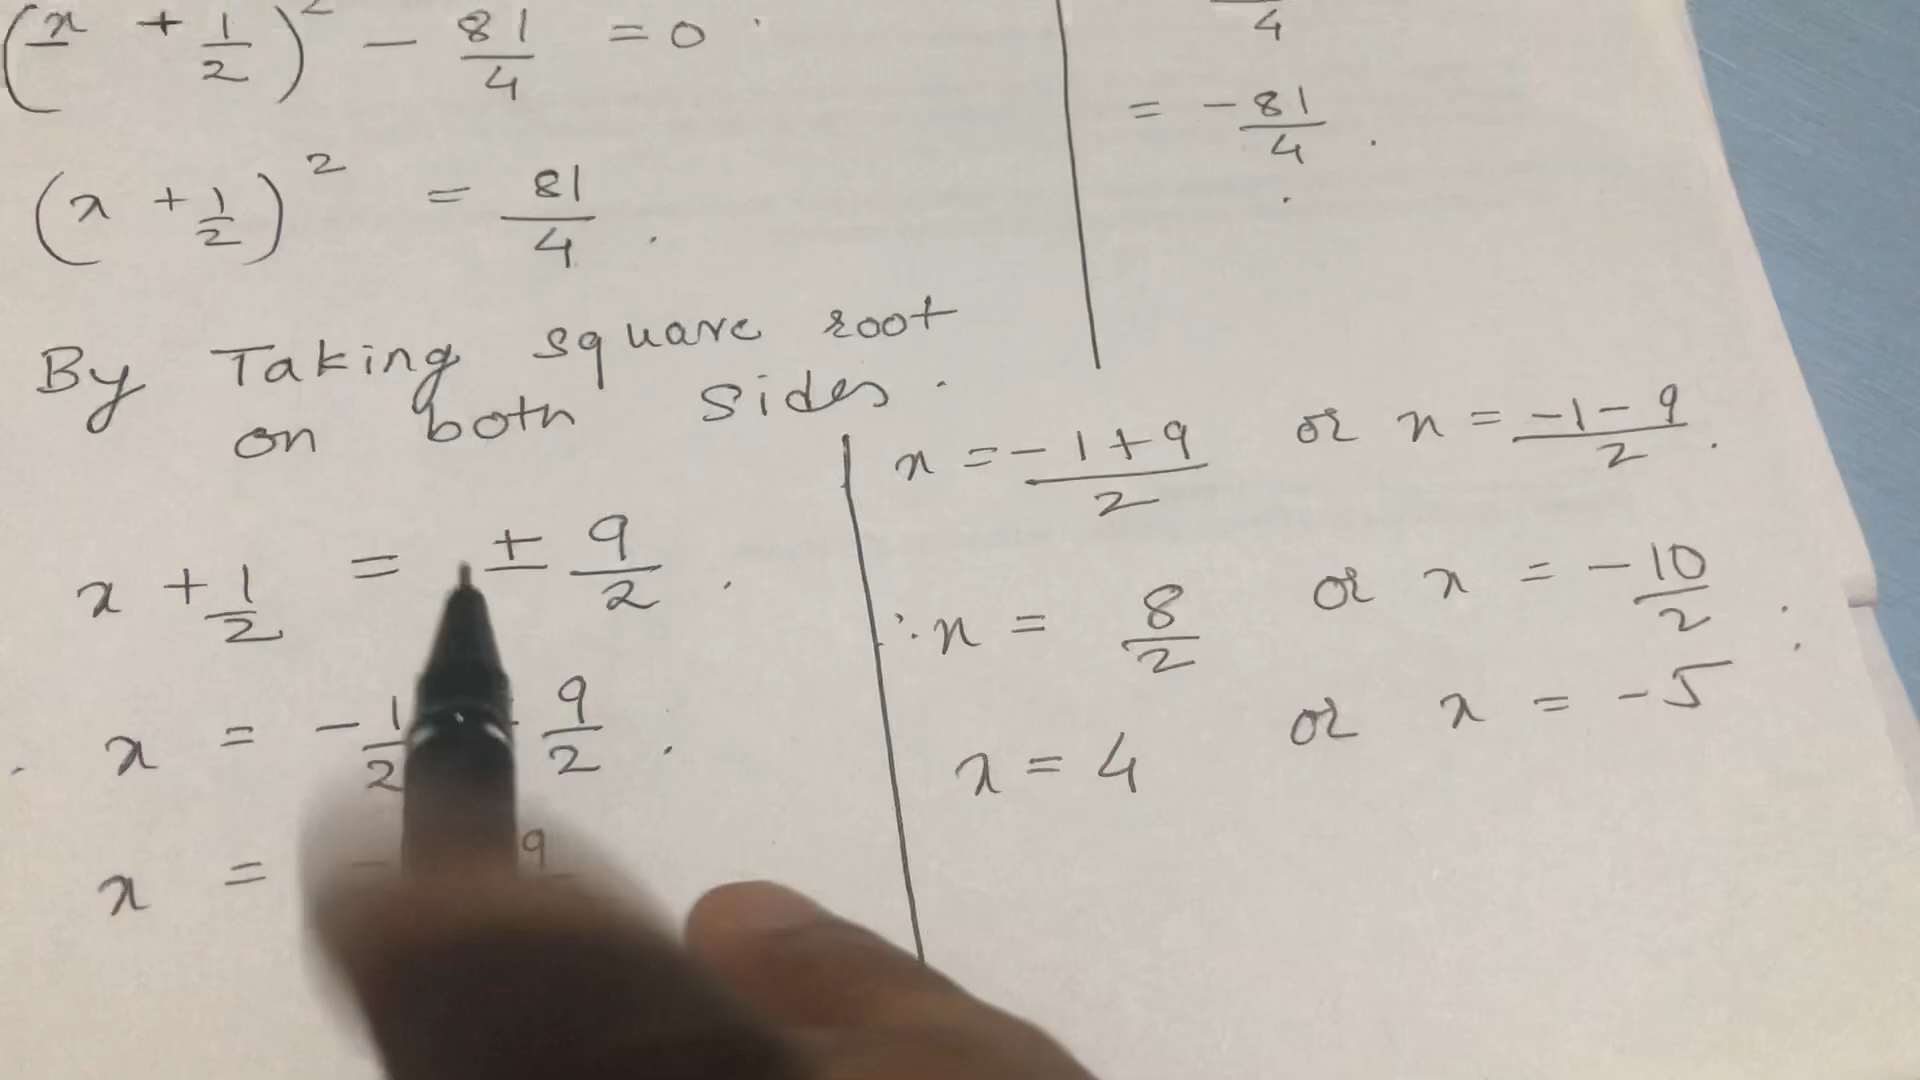 (x + 1/2)² - 81/4 = 0
(x + 1/2)² = 81/4 .
By Taking square root
on both sides .
x + 1/2 = ± 9/2 .
x = -1/2 9/2 .
x = - 9
4
= -81/4 .
x = -1+9/2 or x = -1-9/2 .
∴ x = 8/2 or x = -10/2 :
x = 4 or x = -5